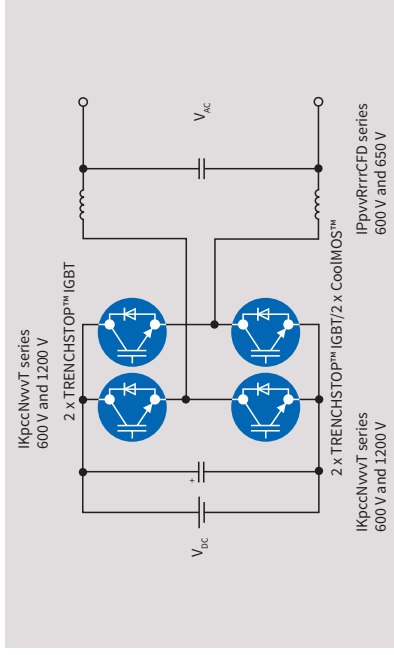 IKpccNvvvT series
600 V and 1200 V
2 x TRENCHSTOP™ IGBT
V_DC
+
V_AC
2 x TRENCHSTOP™ IGBT/2 x CoolMOS™
IKpccNvvvT series
600 V and 1200 V
IPpvvRrrrCFD series
600 V and 650 V